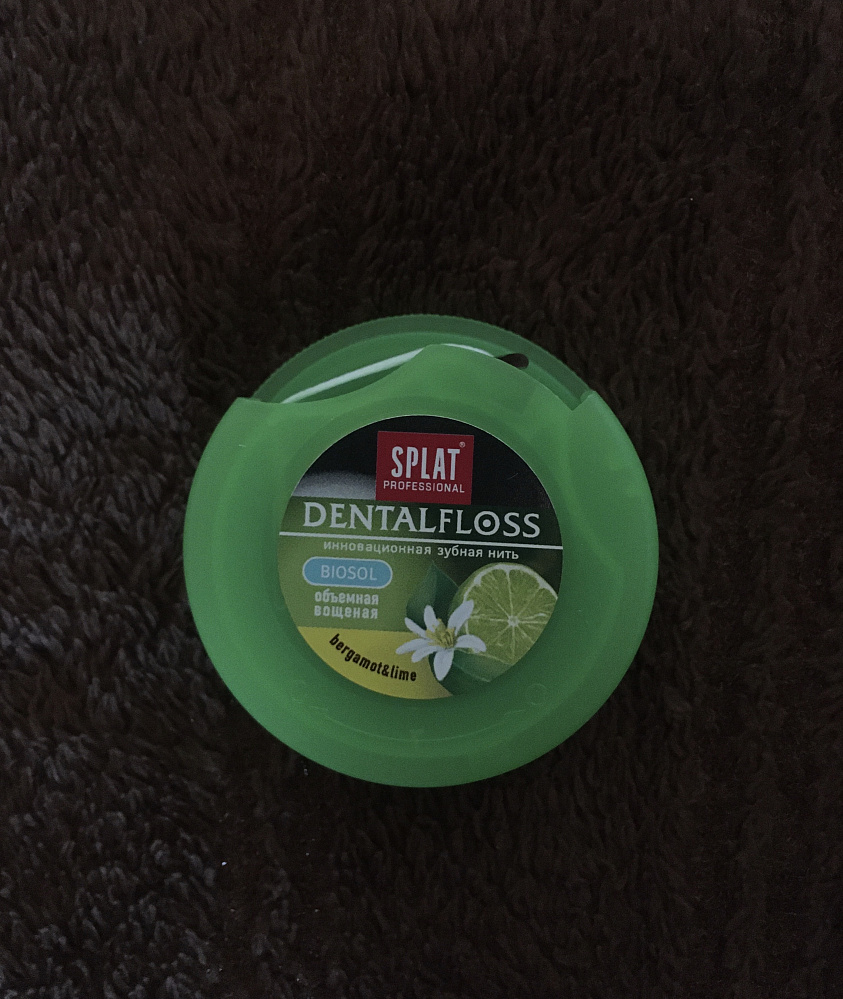 SPLAT®
PROFESSIONAL
DENTALFLOSS
инновационная зубная нить
BIOSOL
объемная
вощеная
bergamot&lime